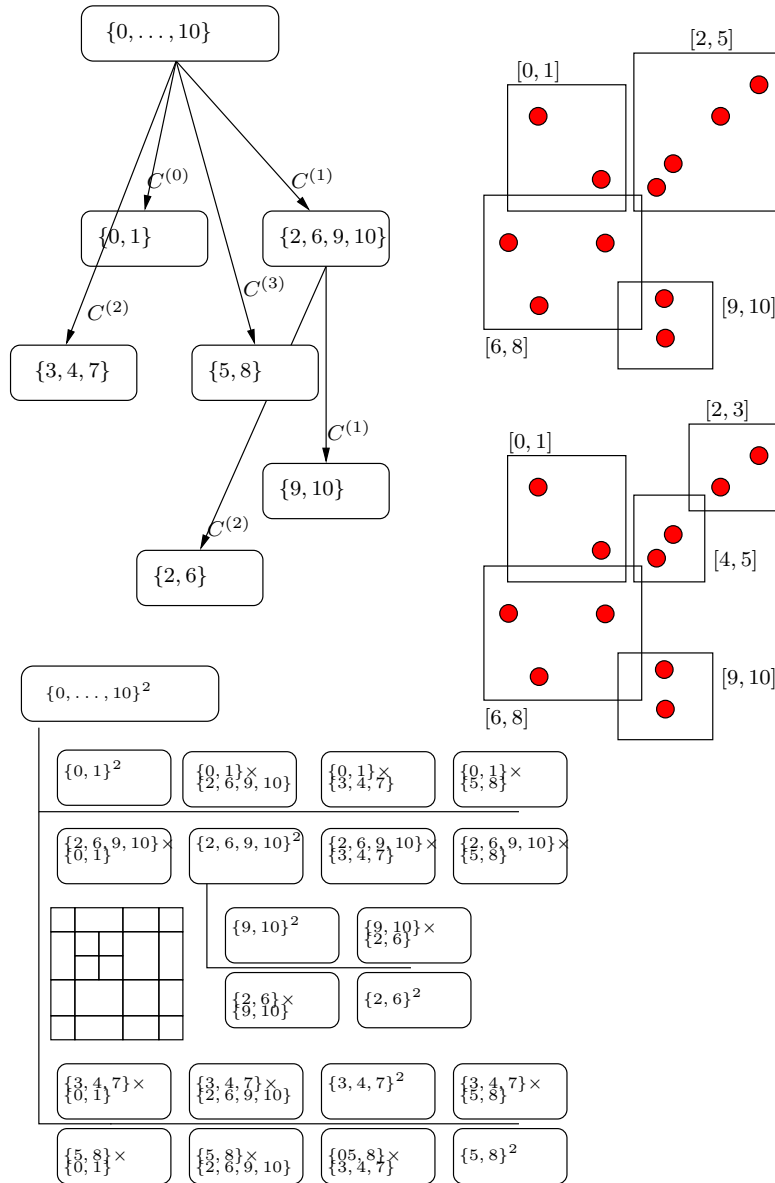 {0, . . . , 10}
C^{(0)}
C^{(1)}
{0, 1}
{2, 6, 9, 10}
C^{(2)}
C^{(3)}
{3, 4, 7}
{5, 8}
C^{(1)}
{9, 10}
C^{(2)}
{2, 6}
[2, 5]
[0, 1]
[9, 10]
[6, 8]
[2, 3]
[0, 1]
[4, 5]
[9, 10]
[6, 8]
{0, . . . , 10}²
{0, 1}²
{0, 1}×
{2, 6, 9, 10}
{0, 1}×
{3, 4, 7}
{0, 1}×
{5, 8}
{2, 6, 9, 10}×
{0, 1}
{2, 6, 9, 10}²
{2, 6, 9, 10}×
{3, 4, 7}
{2, 6, 9, 10}×
{5, 8}
{9, 10}²
{9, 10}×
{2, 6}
{2, 6}×
{9, 10}
{2, 6}²
{3, 4, 7}×
{0, 1}
{3, 4, 7}×
{2, 6, 9, 10}
{3, 4, 7}²
{3, 4, 7}×
{5, 8}
{5, 8}×
{0, 1}
{5, 8}×
{2, 6, 9, 10}
{05, 8}×
{3, 4, 7}
{5, 8}²